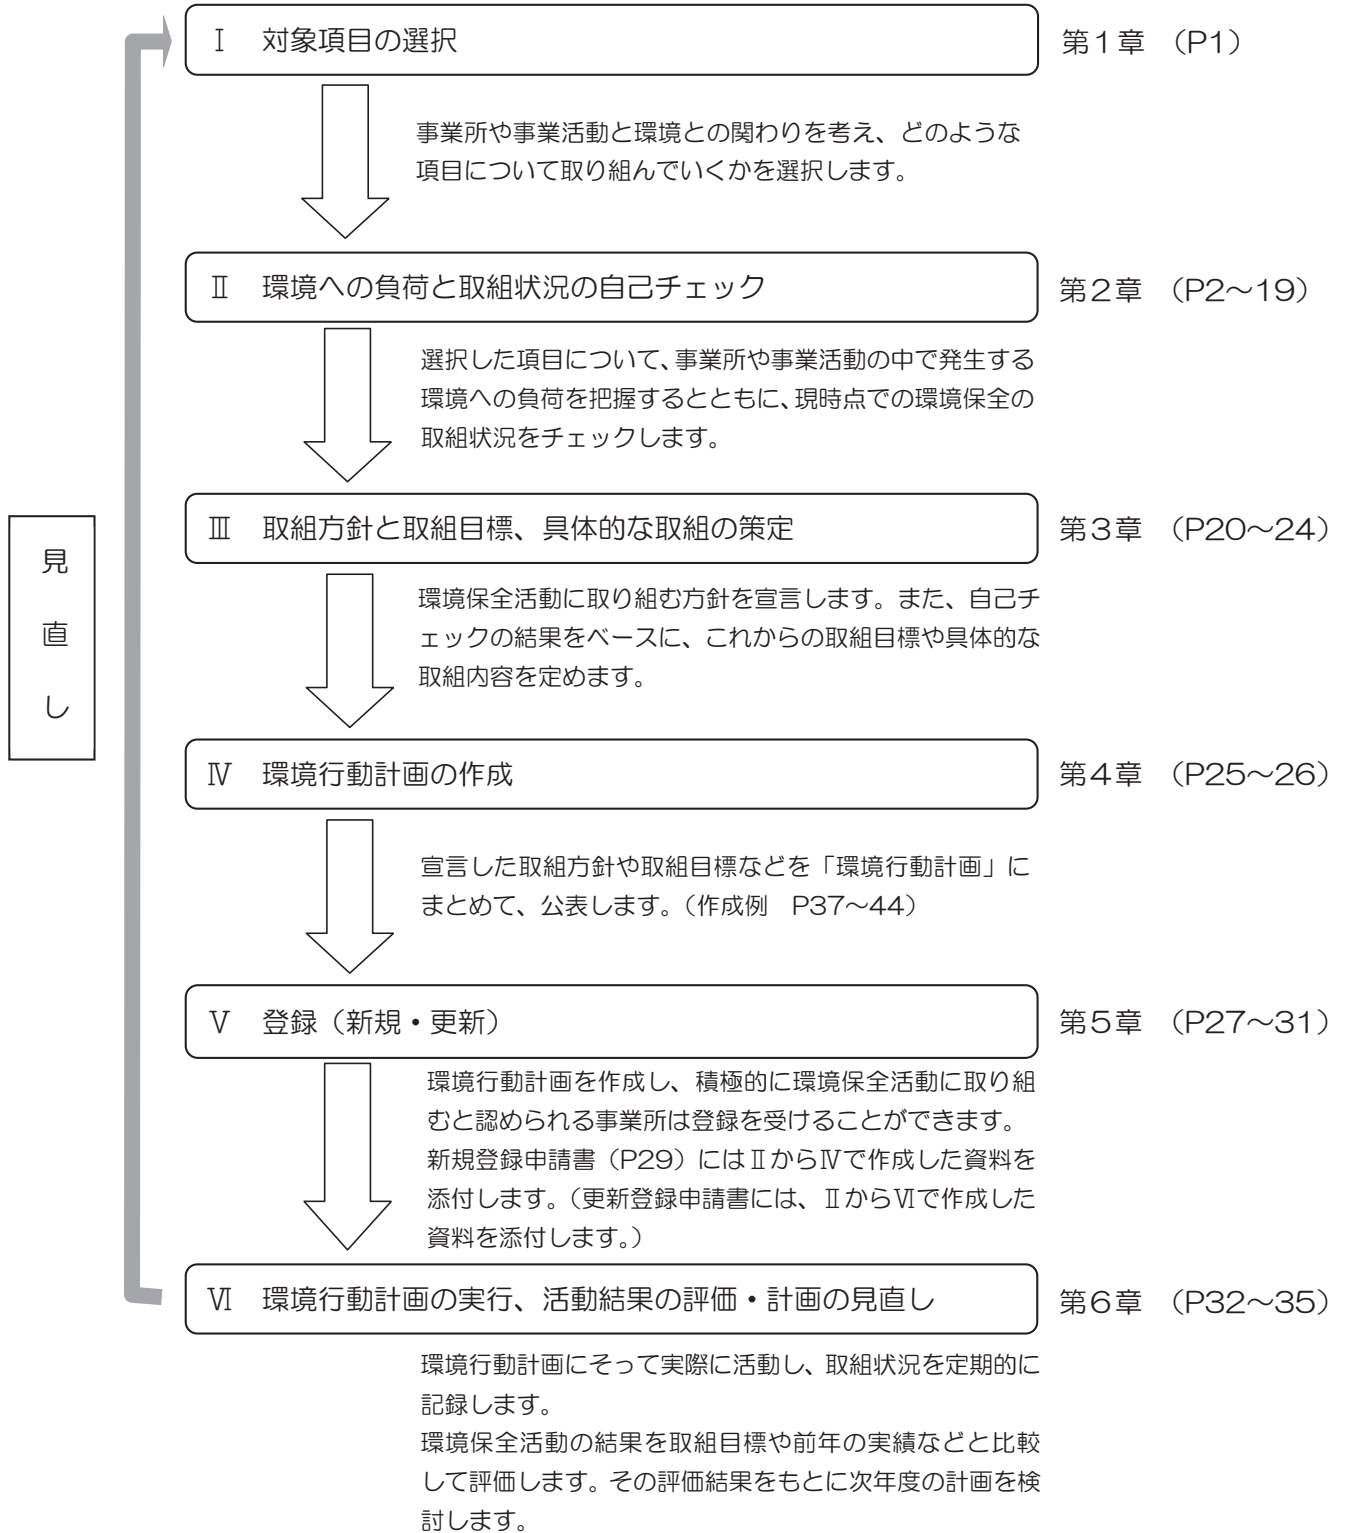 Ⅰ　対象項目の選択
第1章　（P1）
事業所や事業活動と環境との関わりを考え、どのような
項目について取り組んでいくかを選択します。
Ⅱ　環境への負荷と取組状況の自己チェック
第2章　（P2～19）
選択した項目について、事業所や事業活動の中で発生する
環境への負荷を把握するとともに、現時点での環境保全の
取組状況をチェックします。
Ⅲ　取組方針と取組目標、具体的な取組の策定
第3章　（P20～24）
環境保全活動に取り組む方針を宣言します。また、自己チ
ェックの結果をベースに、これからの取組目標や具体的な
取組内容を定めます。
見
直
し
Ⅳ　環境行動計画の作成
第4章　（P25～26）
宣言した取組方針や取組目標などを「環境行動計画」に
まとめて、公表します。（作成例　P37～44）
Ⅴ　登録（新規・更新）
第5章　（P27～31）
環境行動計画を作成し、積極的に環境保全活動に取り組
むと認められる事業所は登録を受けることができます。
新規登録申請書（P29）にはⅡからⅣで作成した資料を
添付します。（更新登録申請書には、ⅡからⅥで作成した
資料を添付します。）
Ⅵ　環境行動計画の実行、活動結果の評価・計画の見直し
第6章　（P32～35）
環境行動計画にそって実際に活動し、取組状況を定期的に
記録します。
環境保全活動の結果を取組目標や前年の実績などと比較
して評価します。その評価結果をもとに次年度の計画を検
討します。